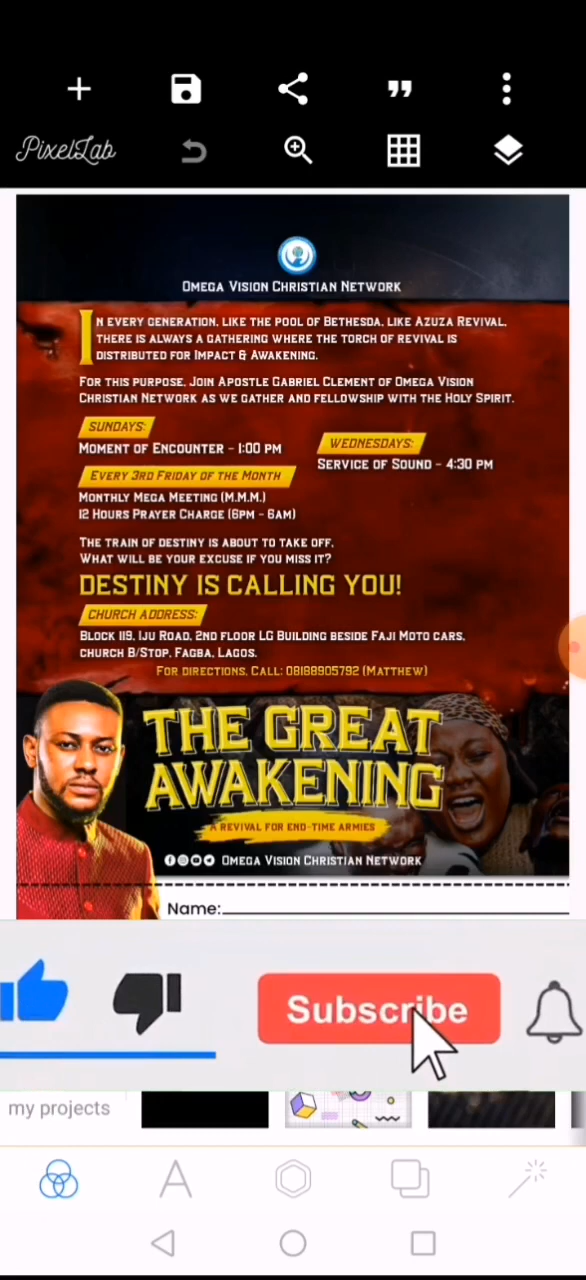 PixelLab
Omega Vision Christian Network
In every generation, like the pool of Bethesda, like Azuza Revival,
there is always a gathering where the torch of revival is
distributed for Impact & Awakening.
For this purpose, Join Apostle Gabriel Clement of Omega Vision
Christian Network as we gather and fellowship with the Holy Spirit.
Sundays:
Moment of Encounter - 1:00 PM
Wednesdays:
Service of Sound - 4:30 PM
Every 3rd Friday of the Month
Monthly Mega Meeting (M.M.M.)
12 Hours Prayer Charge (6pm - 6am)
The train of destiny is about to take off.
What will be your excuse if you miss it?
Destiny is calling you!
Church Address:
Block 119, Iju Road, 2nd Floor LG Building beside Faji Moto Cars,
Church B/Stop, Fagba, Lagos.
For directions, Call: 08188905792 (Matthew)
THE GREAT
AWAKENING
A REVIVAL FOR END-TIME ARMIES
Omega Vision Christian Network
Name:
Subscribe
my projects